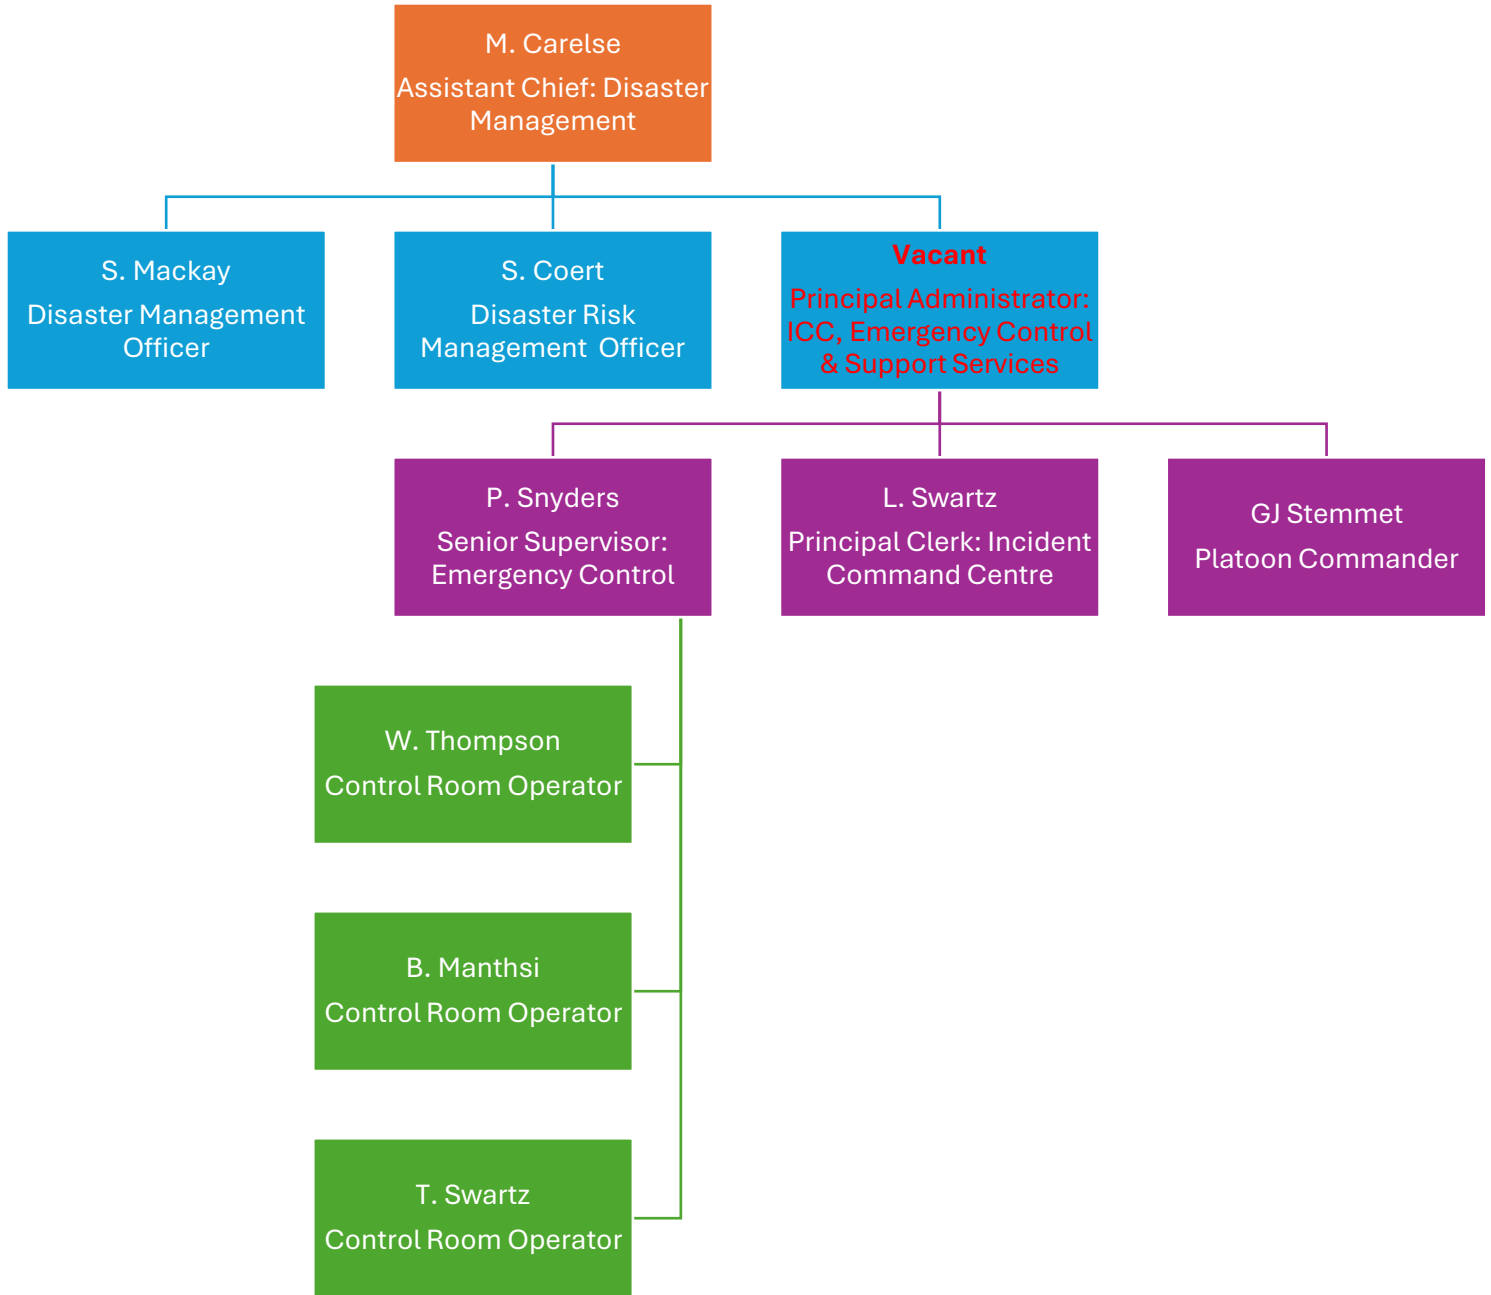 M. Carelse
Assistant Chief: Disaster
Management
S. Mackay
Disaster Management
Officer
S. Coert
Disaster Risk
Management  Officer
Vacant
Principal Administrator:
ICC, Emergency Control
& Support Services
P. Snyders
Senior Supervisor:
Emergency Control
L. Swartz
Principal Clerk: Incident
Command Centre
GJ Stemmet
Platoon Commander
W. Thompson
Control Room Operator
B. Manthsi
Control Room Operator
T. Swartz
Control Room Operator